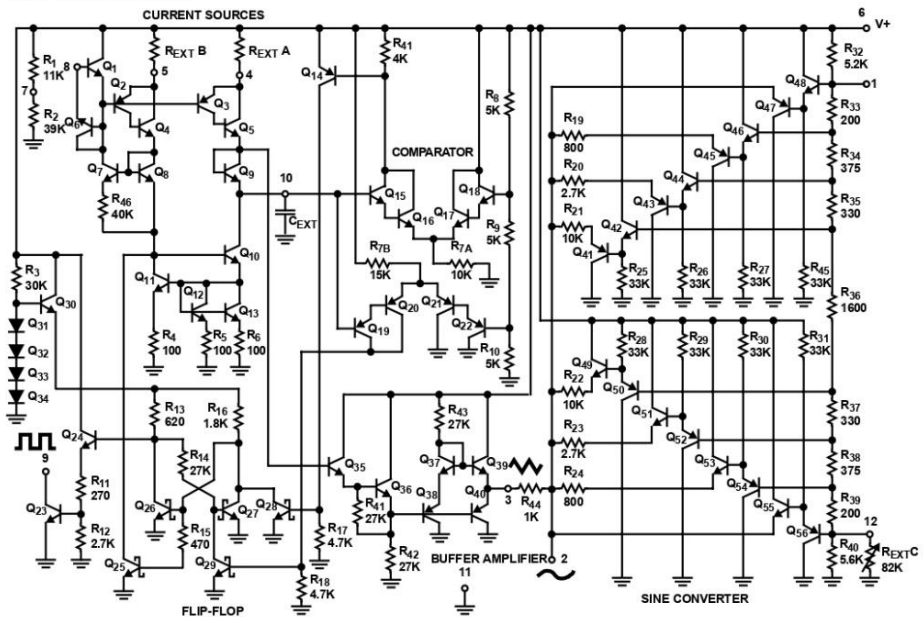 CURRENT SOURCES
6
V+
R1
11K
8
Q1
REXT B
5
REXT A
4
Q14
R41
4K
R32
5.2K
1
7
R2
39K
Q6
Q2
Q3
Q4
Q5
R8
5K
Q48
Q47
R33
200
Q7
Q8
Q9
COMPARATOR
R19
800
Q46
R34
375
Q45
R46
40K
10
CEXT
Q15
Q16
Q17
Q18
R20
2.7K
Q44
Q43
R35
330
R9
5K
R21
10K
Q42
Q41
Q10
R7B
15K
R7A
10K
R25
33K
R26
33K
R27
33K
R45
33K
R3
30K
Q30
Q11
Q12
Q13
Q20
Q21
Q19
Q22
R36
1600
Q31
Q32
Q33
Q34
R4
100
R5
100
R6
100
R10
5K
R28
33K
R29
33K
R30
33K
R31
33K
Q49
R22
10K
Q50
R13
620
R16
1.8K
R43
27K
R37
330
Q24
R14
27K
Q51
Q52
R23
2.7K
9
Q35
Q37
Q39
R38
375
R11
270
Q36
R24
800
Q53
Q54
Q23
Q26
Q27
Q28
R41
27K
Q38
Q40
3
R44
1K
R39
200
Q55
Q56
12
R12
2.7K
R15
470
R17
4.7K
R42
27K
BUFFER AMPLIFIER
2
R40
5.6K
REXTC
82K
Q25
Q29
R18
4.7K
11
FLIP-FLOP
SINE CONVERTER